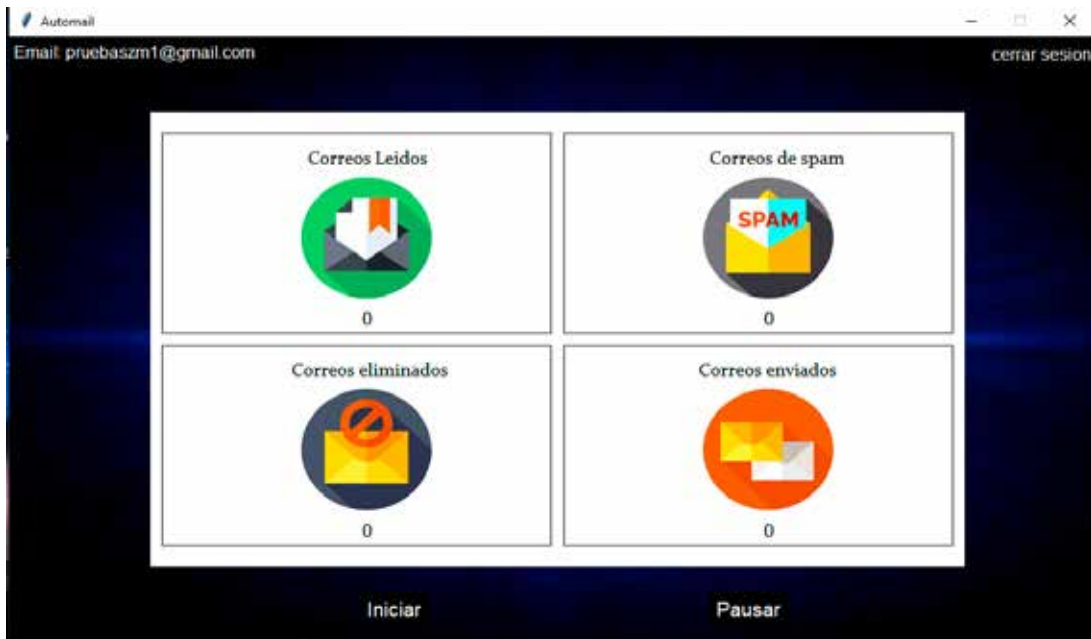 Automail
Email: pruebaszm1@gmail.com
cerrar sesion
Correos Leidos
Correos de spam
SPAM
0
0
Correos eliminados
Correos enviados
0
0
Iniciar
Pausar